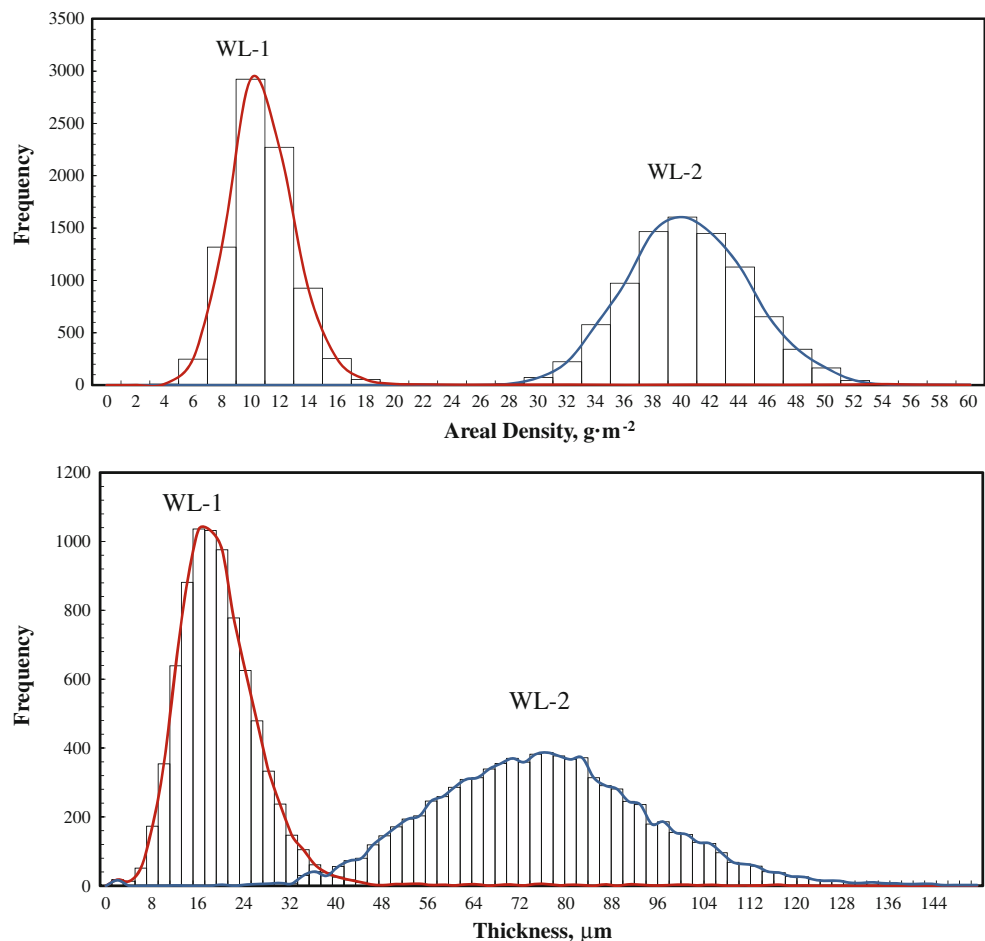 3500
3000
2500
2000
1500
1000
500
0
Frequency
WL-1
WL-2
0 2 4 6 8 10 12 14 16 18 20 22 24 26 28 30 32 34 36 38 40 42 44 46 48 50 52 54 56 58 60
Areal Density, g·m-2
1200
1000
800
600
400
200
0
Frequency
WL-1
WL-2
0 8 16 24 32 40 48 56 64 72 80 88 96 104 112 120 128 136 144
Thickness, μm